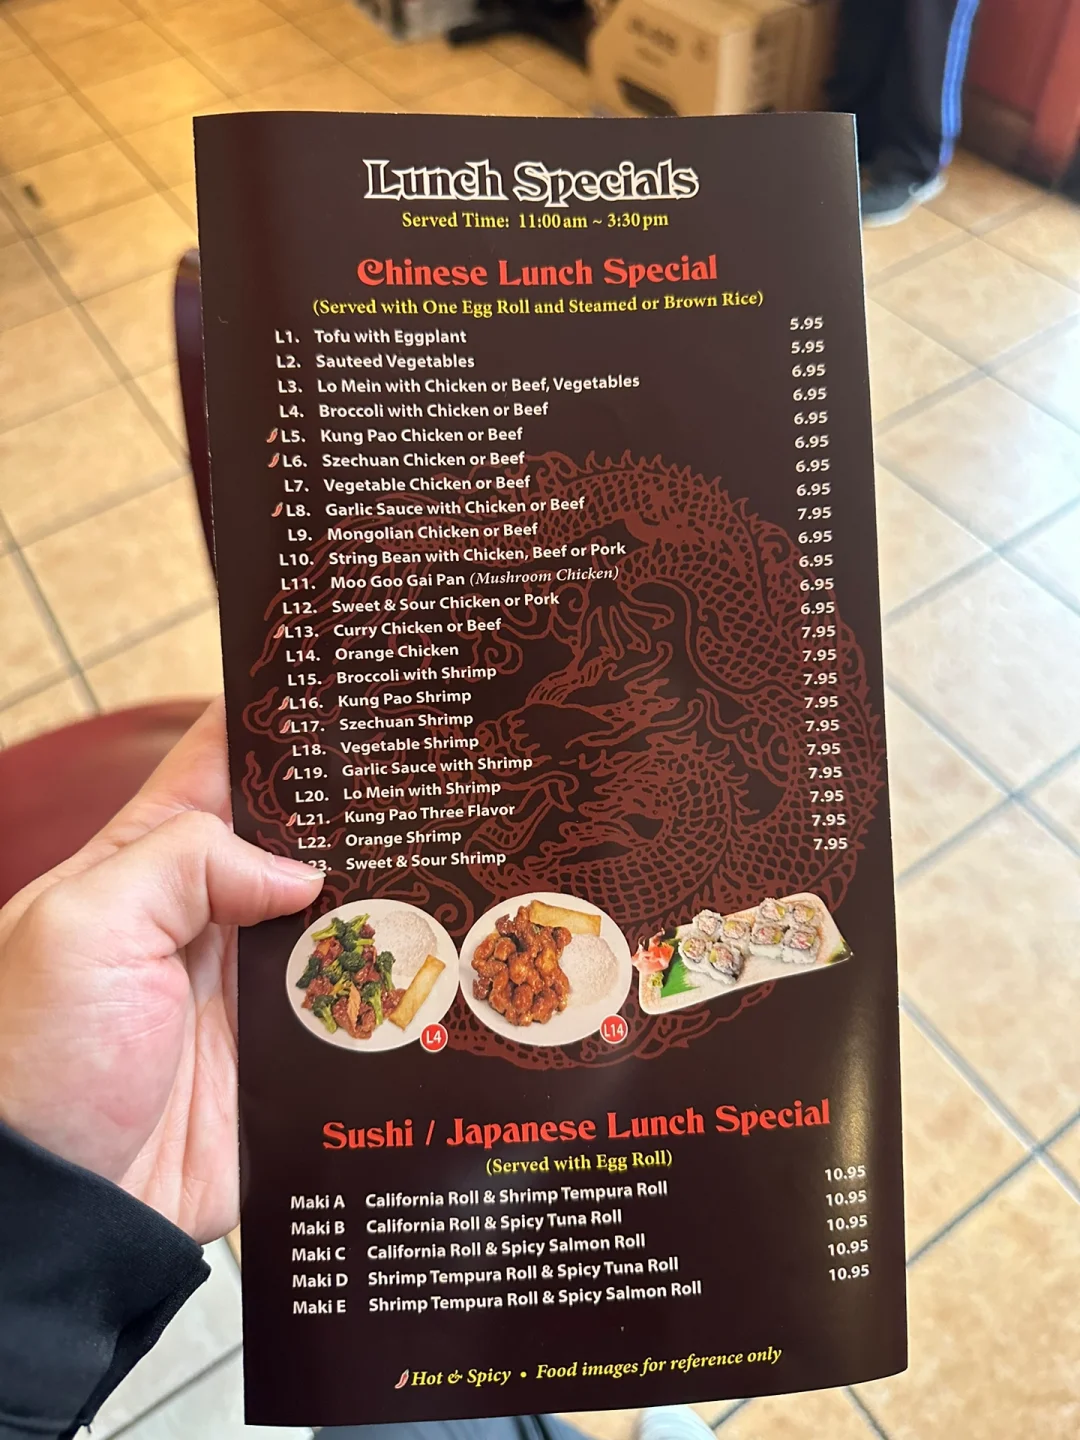 Lunch Specials
Served Time: 11:00am ~ 3:30pm
Chinese Lunch Special
(Served with One Egg Roll and Steamed or Brown Rice)
L1. Tofu with Eggplant 5.95
L2. Sauteed Vegetables 5.95
L3. Lo Mein with Chicken or Beef, Vegetables 6.95
L4. Broccoli with Chicken or Beef 6.95
L5. Kung Pao Chicken or Beef 6.95
L6. Szechuan Chicken or Beef 6.95
L7. Vegetable Chicken or Beef 6.95
L8. Garlic Sauce with Chicken or Beef 6.95
L9. Mongolian Chicken or Beef 7.95
L10. String Bean with Chicken, Beef or Pork 6.95
L11. Moo Goo Gai Pan (Mushroom Chicken) 6.95
L12. Sweet & Sour Chicken or Pork 6.95
L13. Curry Chicken or Beef 6.95
L14. Orange Chicken 7.95
L15. Broccoli with Shrimp 7.95
L16. Kung Pao Shrimp 7.95
L17. Szechuan Shrimp 7.95
L18. Vegetable Shrimp 7.95
L19. Garlic Sauce with Shrimp 7.95
L20. Lo Mein with Shrimp 7.95
L21. Kung Pao Three Flavor 7.95
L22. Orange Shrimp 7.95
23. Sweet & Sour Shrimp 7.95
L4 L14
Sushi / Japanese Lunch Special
(Served with Egg Roll)
Maki A California Roll & Shrimp Tempura Roll 10.95
Maki B California Roll & Spicy Tuna Roll 10.95
Maki C California Roll & Spicy Salmon Roll 10.95
Maki D Shrimp Tempura Roll & Spicy Tuna Roll 10.95
Maki E Shrimp Tempura Roll & Spicy Salmon Roll 10.95
Hot & Spicy • Food images for reference only